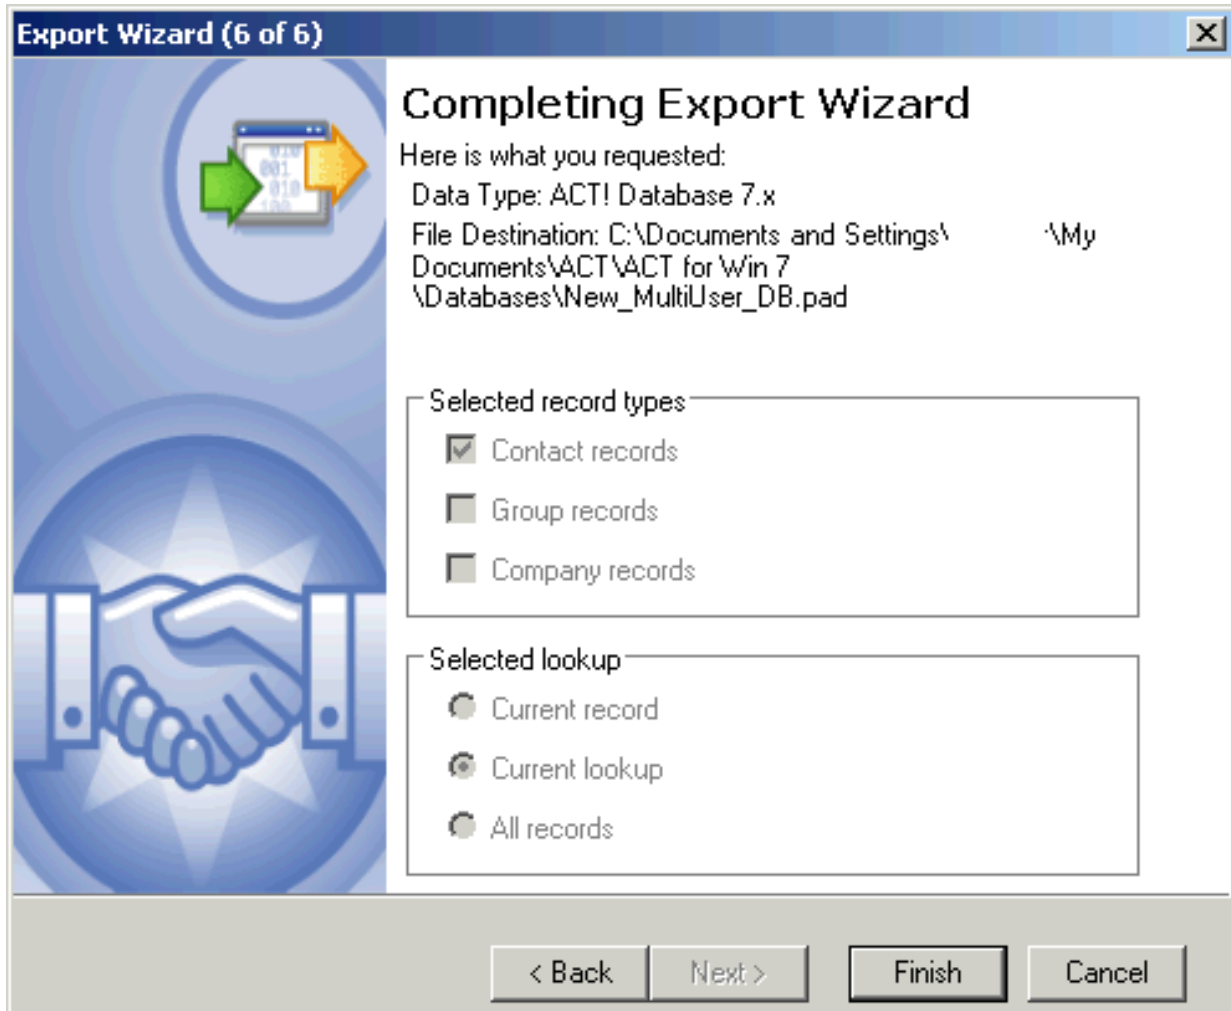 Export Wizard (6 of 6)
Completing Export Wizard
Here is what you requested:
Data Type: ACT! Database 7.x
File Destination: C:\Documents and Settings\ \My
Documents\ACT\ACT for Win 7
\Databases\New_MultiUser_DB.pad
Selected record types
Contact records
Group records
Company records
Selected lookup
Current record
Current lookup
All records
< Back Next > Finish Cancel